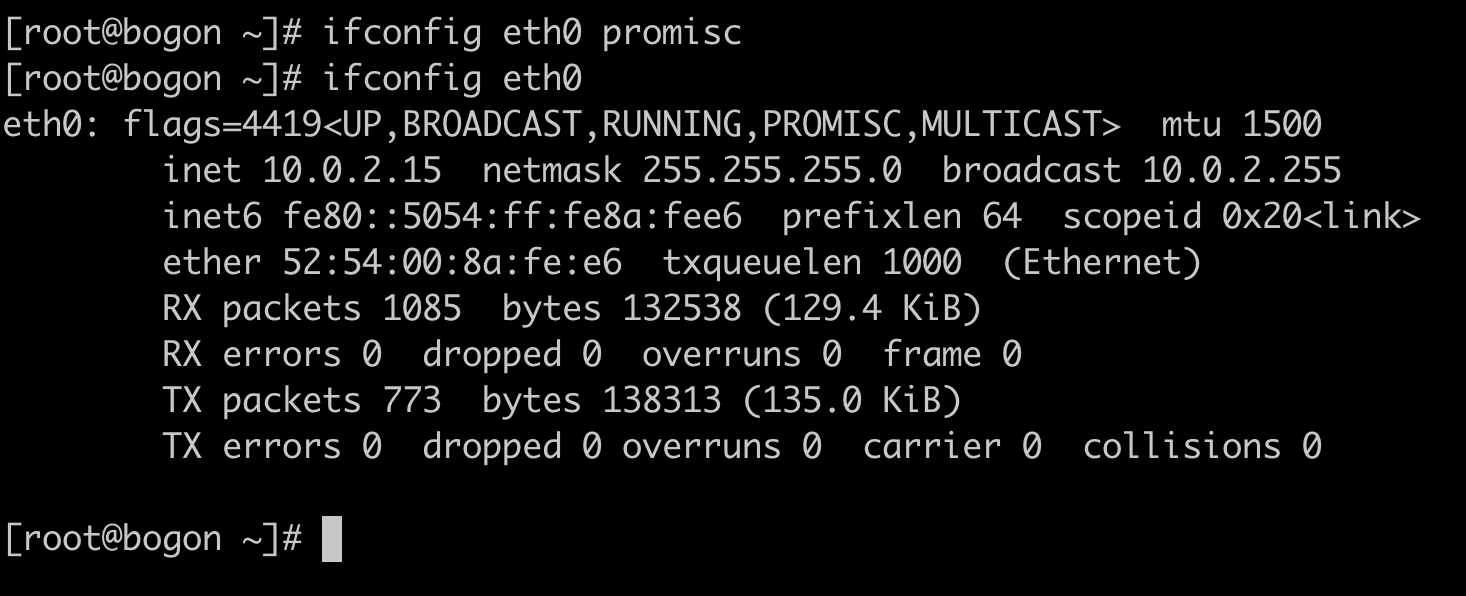 [root@bogon ~]# ifconfig eth0 promisc
[root@bogon ~]# ifconfig eth0
eth0: flags=4419<UP,BROADCAST,RUNNING,PROMISC,MULTICAST>  mtu 1500
        inet 10.0.2.15  netmask 255.255.255.0  broadcast 10.0.2.255
        inet6 fe80::5054:ff:fe8a:fee6  prefixlen 64  scopeid 0x20<link>
        ether 52:54:00:8a:fe:e6  txqueuelen 1000  (Ethernet)
        RX packets 1085  bytes 132538 (129.4 KiB)
        RX errors 0  dropped 0  overruns 0  frame 0
        TX packets 773  bytes 138313 (135.0 KiB)
        TX errors 0  dropped 0 overruns 0  carrier 0  collisions 0
[root@bogon ~]#